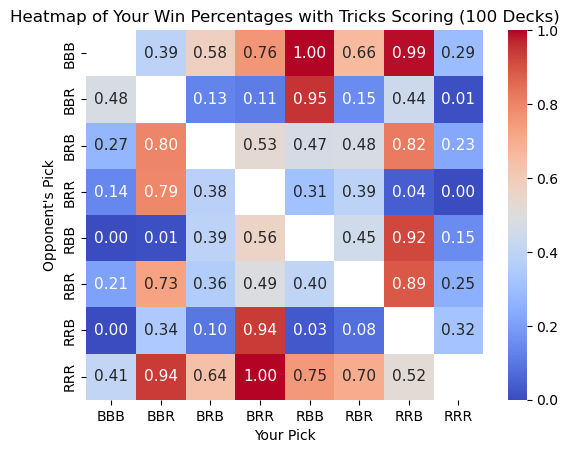 Heatmap of Your Win Percentages with Tricks Scoring (100 Decks)
Opponent's Pick
BBB 0.39 0.58 0.76 1.00 0.66 0.99 0.29
BBR 0.48 0.13 0.11 0.95 0.15 0.44 0.01
BRB 0.27 0.80 0.53 0.47 0.48 0.82 0.23
BRR 0.14 0.79 0.38 0.31 0.39 0.04 0.00
RBB 0.00 0.01 0.39 0.56 0.45 0.92 0.15
RBR 0.21 0.73 0.36 0.49 0.40 0.89 0.25
RRB 0.00 0.34 0.10 0.94 0.03 0.08 0.32
RRR 0.41 0.94 0.64 1.00 0.75 0.70 0.52
BBB BBR BRB BRR RBB RBR RRB RRR
Your Pick
1.0
0.8
0.6
0.4
0.2
0.0